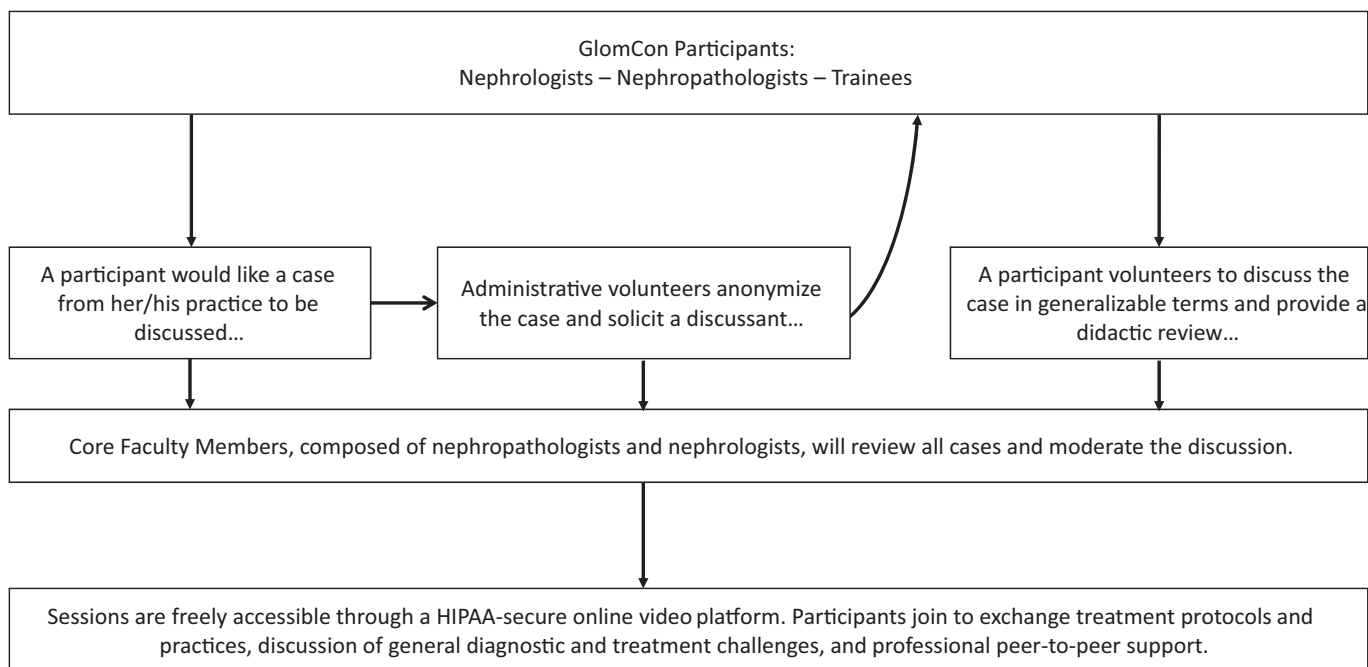 GlomCon Participants:
Nephrologists – Nephropathologists – Trainees
A participant would like a case
from her/his practice to be
discussed...
Administrative volunteers anonymize
the case and solicit a discussant...
A participant volunteers to discuss the
case in generalizable terms and provide a
didactic review...
Core Faculty Members, composed of nephropathologists and nephrologists, will review all cases and moderate the discussion.
Sessions are freely accessible through a HIPAA-secure online video platform. Participants join to exchange treatment protocols and
practices, discussion of general diagnostic and treatment challenges, and professional peer-to-peer support.